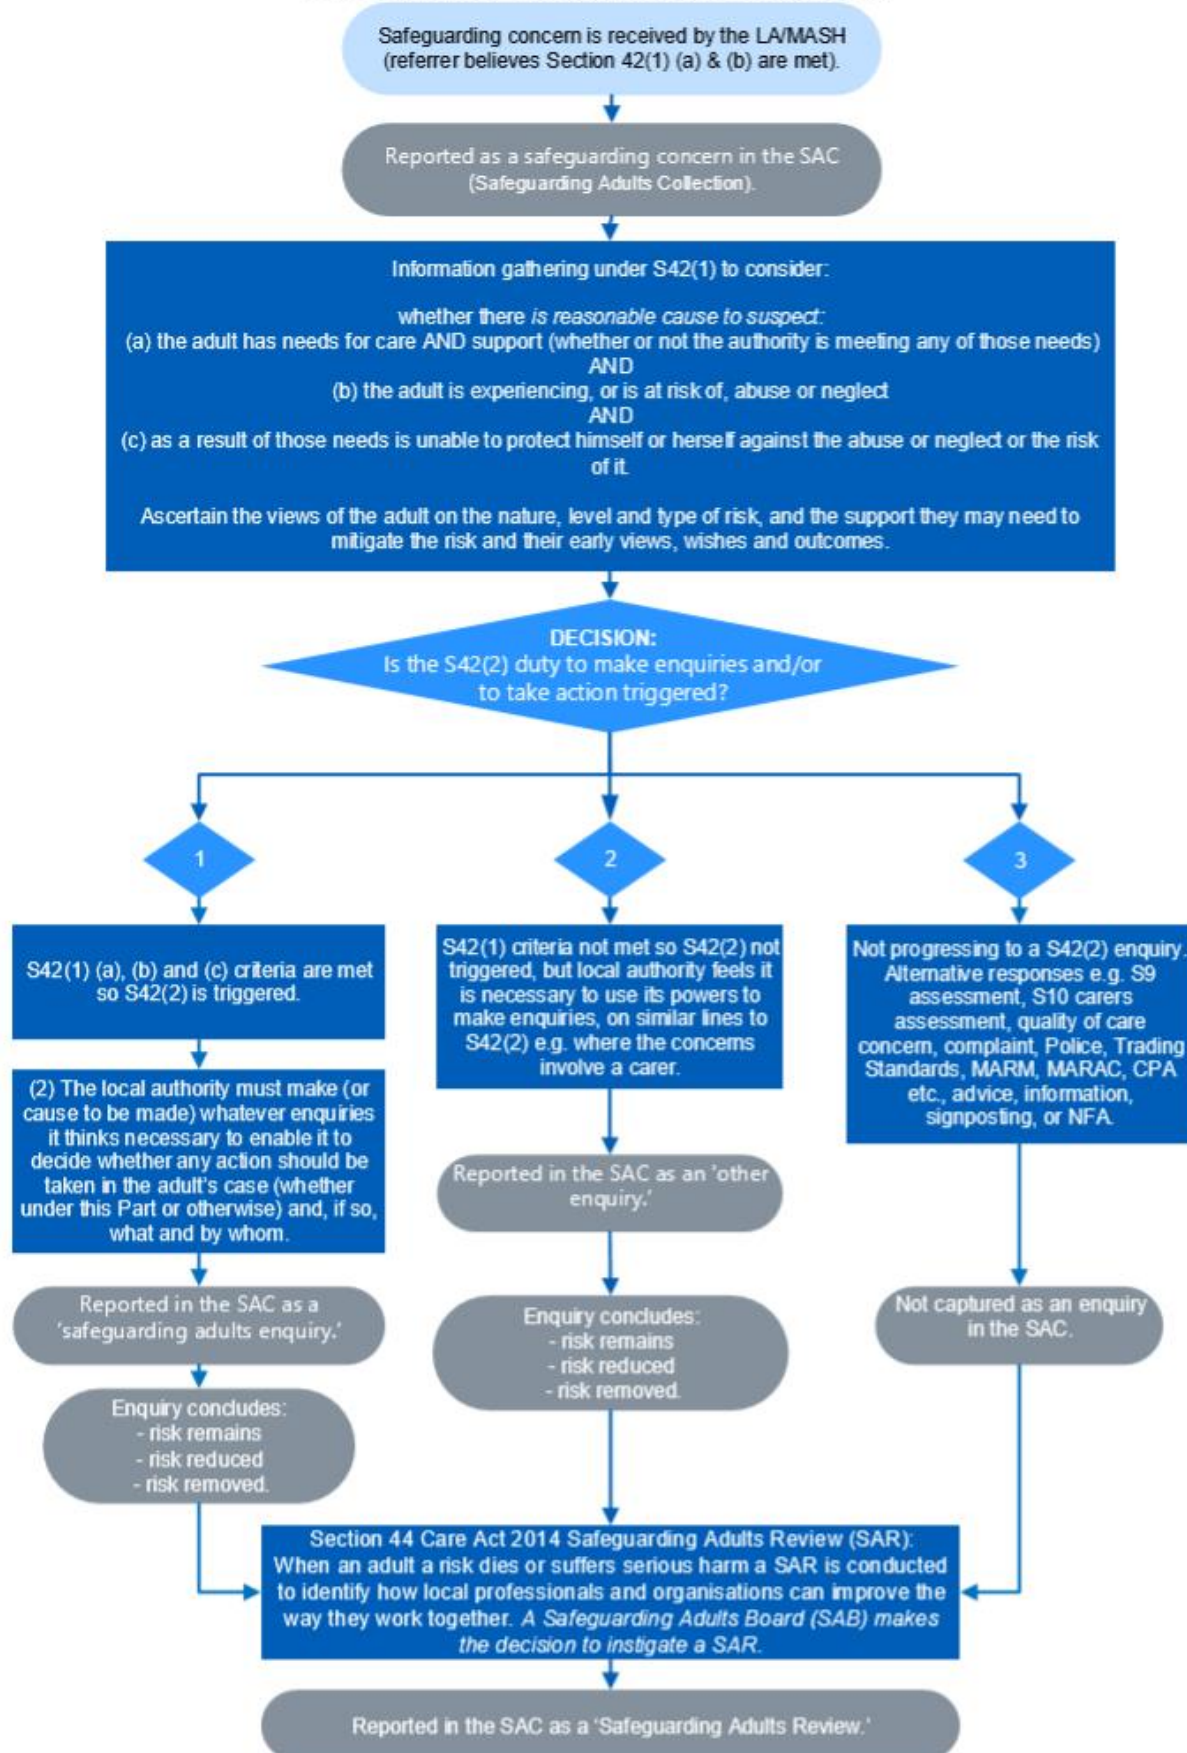 Safeguarding concern is received by the LA/MASH
(referrer believes Section 42(1) (a) & (b) are met).
Reported as a safeguarding concern in the SAC
(Safeguarding Adults Collection).
Information gathering under S42(1) to consider:
whether there is reasonable cause to suspect:
(a) the adult has needs for care AND support (whether or not the authority is meeting any of those needs)
AND
(b) the adult is experiencing, or is at risk of, abuse or neglect
AND
(c) as a result of those needs is unable to protect himself or herself against the abuse or neglect or the risk
of it.
Ascertain the views of the adult on the nature, level and type of risk, and the support they may need to
mitigate the risk and their early views, wishes and outcomes.
DECISION:
Is the S42(2) duty to make enquiries and/or
to take action triggered?
1
S42(1) (a), (b) and (c) criteria are met
so S42(2) is triggered.
(2) The local authority must make (or
cause to be made) whatever enquiries
it thinks necessary to enable it to
decide whether any action should be
taken in the adult's case (whether
under this Part or otherwise) and, if so,
what and by whom.
Reported in the SAC as a
'safeguarding adults enquiry.'
Enquiry concludes:
- risk remains
- risk reduced
- risk removed.
2
S42(1) criteria not met so S42(2) not
triggered, but local authority feels it
is necessary to use its powers to
make enquiries, on similar lines to
S42(2) e.g. where the concerns
involve a carer.
Reported in the SAC as an 'other
enquiry.'
Enquiry concludes:
- risk remains
- risk reduced
- risk removed.
3
Not progressing to a S42(2) enquiry.
Alternative responses e.g. S9
assessment, S10 carers
assessment, quality of care
concern, complaint, Police, Trading
Standards, MARM, MARAC, CPA
etc., advice, information,
signposting, or NFA.
Not captured as an enquiry
in the SAC.
Section 44 Care Act 2014 Safeguarding Adults Review (SAR):
When an adult a risk dies or suffers serious harm a SAR is conducted
to identify how local professionals and organisations can improve the
way they work together. A Safeguarding Adults Board (SAB) makes
the decision to instigate a SAR.
Reported in the SAC as a 'Safeguarding Adults Review.'